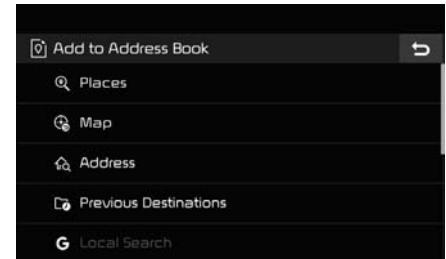 Add to Address Book
Places
Map
Address
Previous Destinations
G Local Search